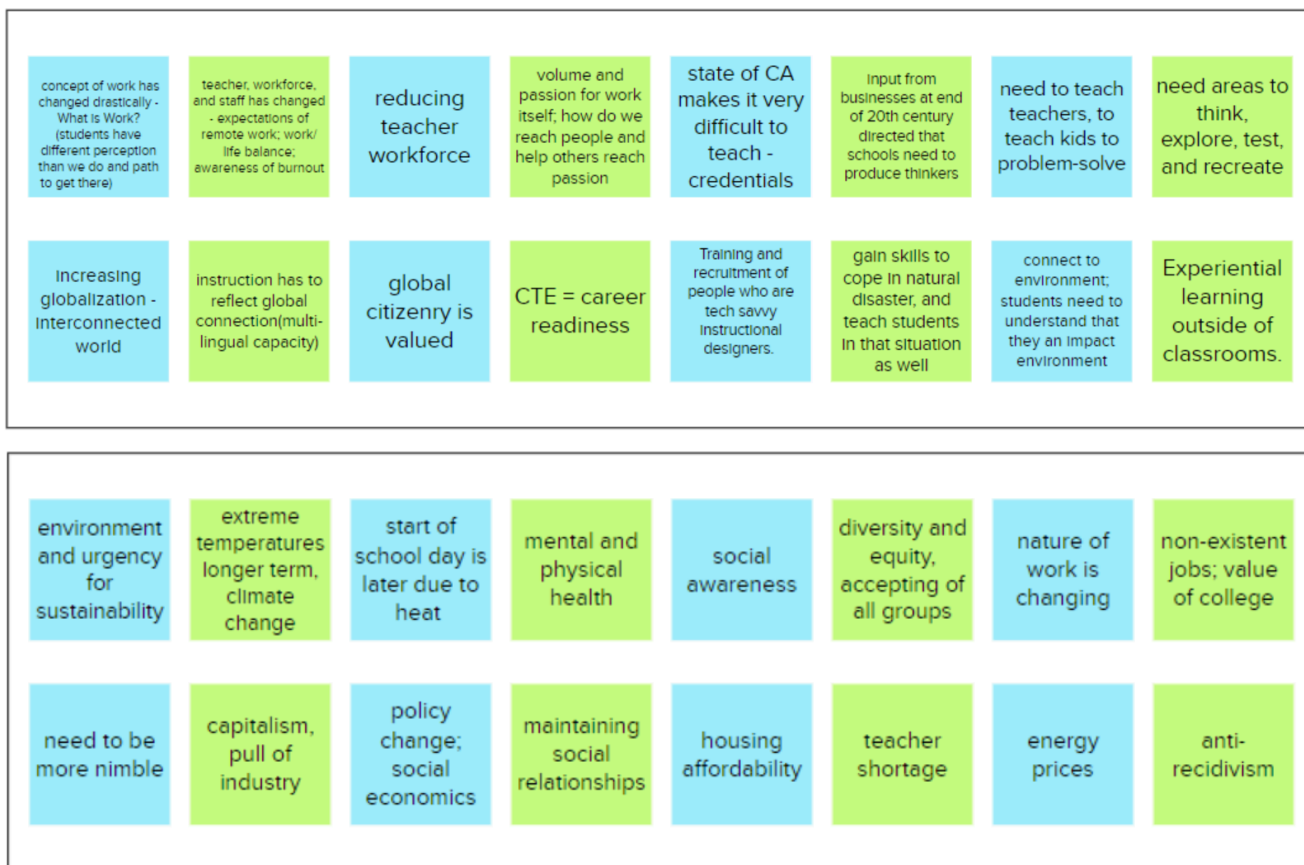 concept of work has
changed drastically -
What is Work?
(students have
different perception
than we do and path
to get there)
teacher, workforce,
and staff has changed
- expectations of
remote work; work/
life balance;
awareness of burnout
reducing
teacher
workforce
volume and
passion for work
itself; how do we
reach people and
help others reach
passion
state of CA
makes it very
difficult to
teach -
credentials
input from
businesses at end
of 20th century
directed that
schools need to
produce thinkers
need to teach
teachers, to
teach kids to
problem-solve
need areas to
think,
explore, test,
and recreate
increasing
globalization -
interconnected
world
instruction has to
reflect global
connection(multi-
lingual capacity)
global
citizenry is
valued
CTE = career
readiness
Training and
recruitment of
people who are
tech savvy
instructional
designers.
gain skills to
cope in natural
disaster, and
teach students
in that situation
as well
connect to
environment;
students need to
understand that
they an impact
environment
Experiential
learning
outside of
classrooms.
environment
and urgency
for
sustainability
extreme
temperatures
longer term,
climate
change
start of
school day is
later due to
heat
mental and
physical
health
social
awareness
diversity and
equity,
accepting of
all groups
nature of
work is
changing
non-existent
jobs; value
of college
need to be
more nimble
capitalism,
pull of
industry
policy
change;
social
economics
maintaining
social
relationships
housing
affordability
teacher
shortage
energy
prices
anti-
recidivism